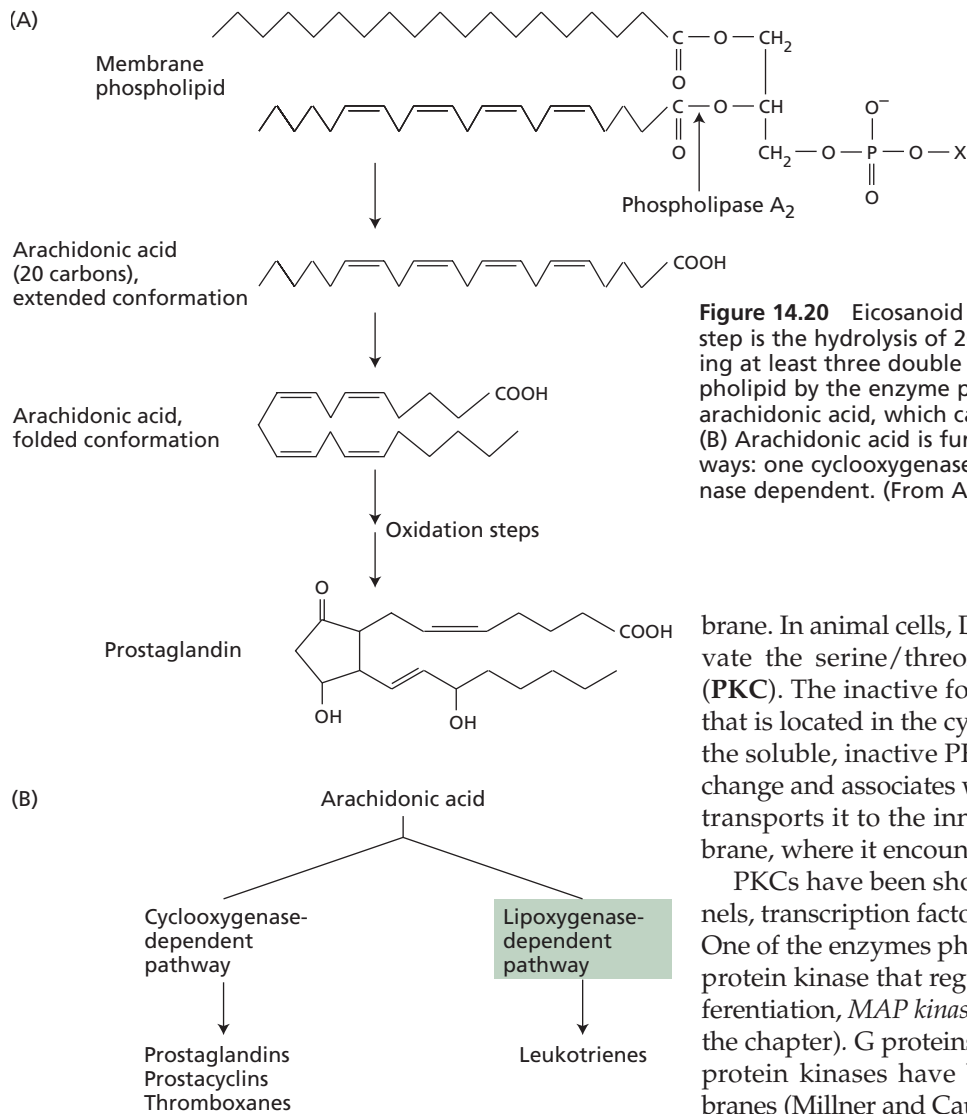 (A)
Membrane
phospholipid
C — O — CH₂
O
C — O — CH
O
CH₂ — O — P — O — X
O⁻
O
Phospholipase A₂
Arachidonic acid
(20 carbons),
extended conformation
COOH
Arachidonic acid,
folded conformation
COOH
Oxidation steps
Prostaglandin
O
COOH
OH
OH
(B)
Arachidonic acid
Cyclooxygenase-
dependent
pathway
Lipoxygenase-
dependent
pathway
Prostaglandins
Prostacyclins
Thromboxanes
Leukotrienes
Figure 14.20 Eicosanoid
step is the hydrolysis of 2
ing at least three double
pholipid by the enzyme p
arachidonic acid, which ca
(B) Arachidonic acid is fur
ways: one cyclooxygenase
nase dependent. (From A
brane. In animal cells, D
vate the serine/threo
(PKC). The inactive fo
that is located in the cy
the soluble, inactive PK
change and associates w
transports it to the inn
brane, where it encoun
PKCs have been sho
nels, transcription facto
One of the enzymes ph
protein kinase that reg
ferentiation, MAP kinas
the chapter). G proteins
protein kinases have b
branes (Millner and Cau